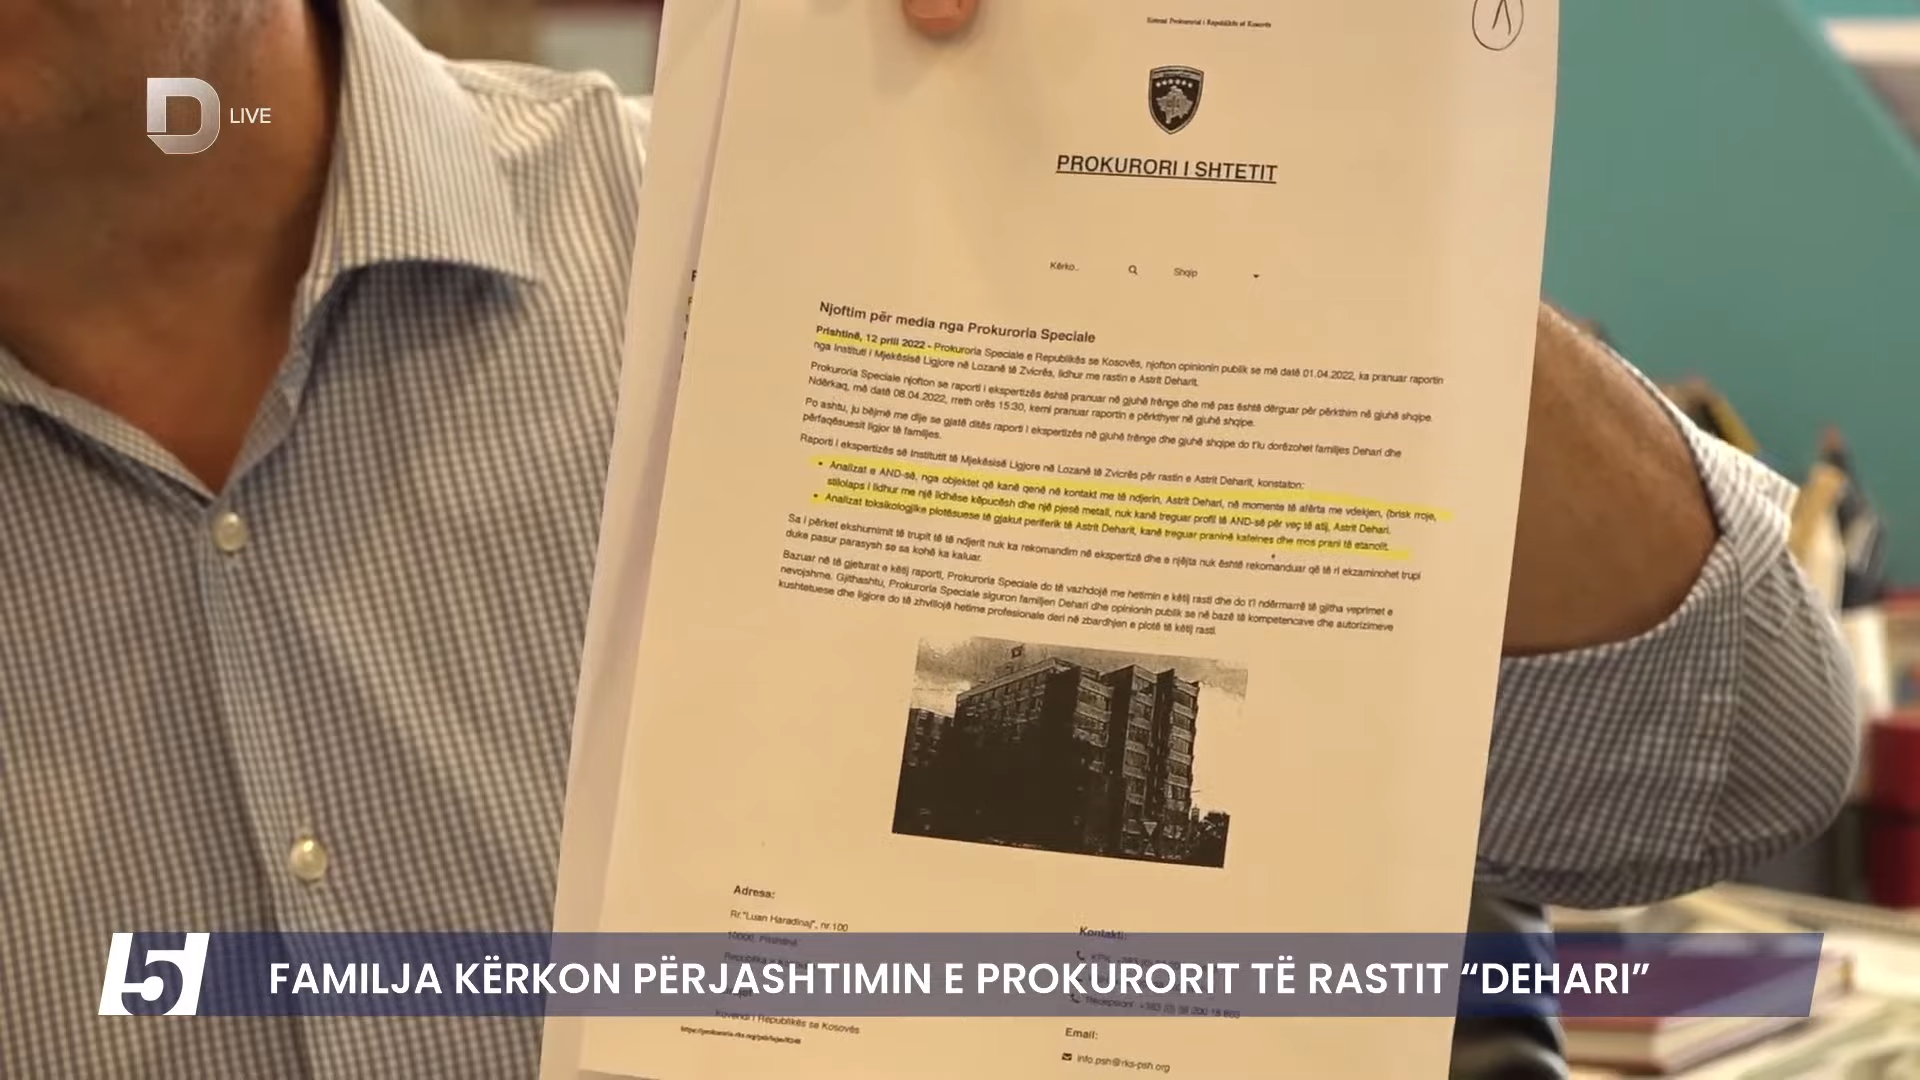 D LIVE
Sistemi Prokurorial i Republikës së Kosovës
PROKURORI I SHTETIT
Kërko..
Shqip
Njoftim për media nga Prokuroria Speciale
Prishtinë, 12 prill 2022 - Prokuroria Speciale e Republikës se Kosovës, njofton opinionin publik se më datë 01.04.2022, ka pranuar raportin
nga Instituti i Mjekësisë Ligjore në Lozanë të Zvicrës, lidhur me rastin e Astrit Deharit.
Prokuroria Speciale njofton se raporti i ekspertizës është pranuar në gjuhë frënge dhe më pas është dërguar për përkthim në gjuhë shqipe.
Ndërkaq, më datë 08.04.2022, rreth orës 15:30, kemi pranuar raportin e përkthyer në gjuhë shqipe.
Po ashtu, ju bëjmë me dije se gjatë ditës raporti i ekspertizës në gjuhë frënge dhe gjuhë shqipe do t'iu dorëzohet familjes Dehari dhe
përfaqësuesit ligjor të familjes.
Raporti i ekspertizës së Institutit të Mjekësisë Ligjore në Lozanë të Zvicrës për rastin e Astrit Deharit, konstaton:
• Analizat e AND-së, nga objektet që kanë qenë në kontakt me të ndjerin, Astrit Dehari, në momente të afërta me vdekjen, (brisk rroje,
stilolaps i lidhur me një lidhëse këpucësh dhe një pjesë metali, nuk kanë treguar profil të AND-së për veç të atij, Astrit Dehari.
• Analizat toksikologjike plotësuese të gjakut periferik të Astrit Deharit, kanë treguar praninë kafeines dhe mos prani të etanolit.
Sa i përket ekshumimit të trupit të të ndjerit nuk ka rekomandim në ekspertizë dhe e njëjta nuk është rekomanduar që të ri ekzaminohet trupi
duke pasur parasysh se sa kohë ka kaluar.
Bazuar në të gjeturat e këtij raporti, Prokuroria Speciale do të vazhdojë me hetimin e këtij rasti dhe do t'i ndërmarrë të gjitha veprimet e
nevojshme. Gjithashtu, Prokuroria Speciale siguron familjen Dehari dhe opinionin publik se në bazë të kompetencave dhe autorizimeve
kushtetuese dhe ligjore do të zhvillojë hetime profesionale deri në zbardhjen e plotë të këtij rasti.
Adresa:
Rr."Luan Haradinaj", nr.100
10000, Prishtinë
Kontakti:
5 FAMILJA KËRKON PËRJASHTIMIN E PROKURORIT TË RASTIT “DEHARI”
Kuvendi i Republikës se Kosovës
Email:
info.psh@rks-psh.org